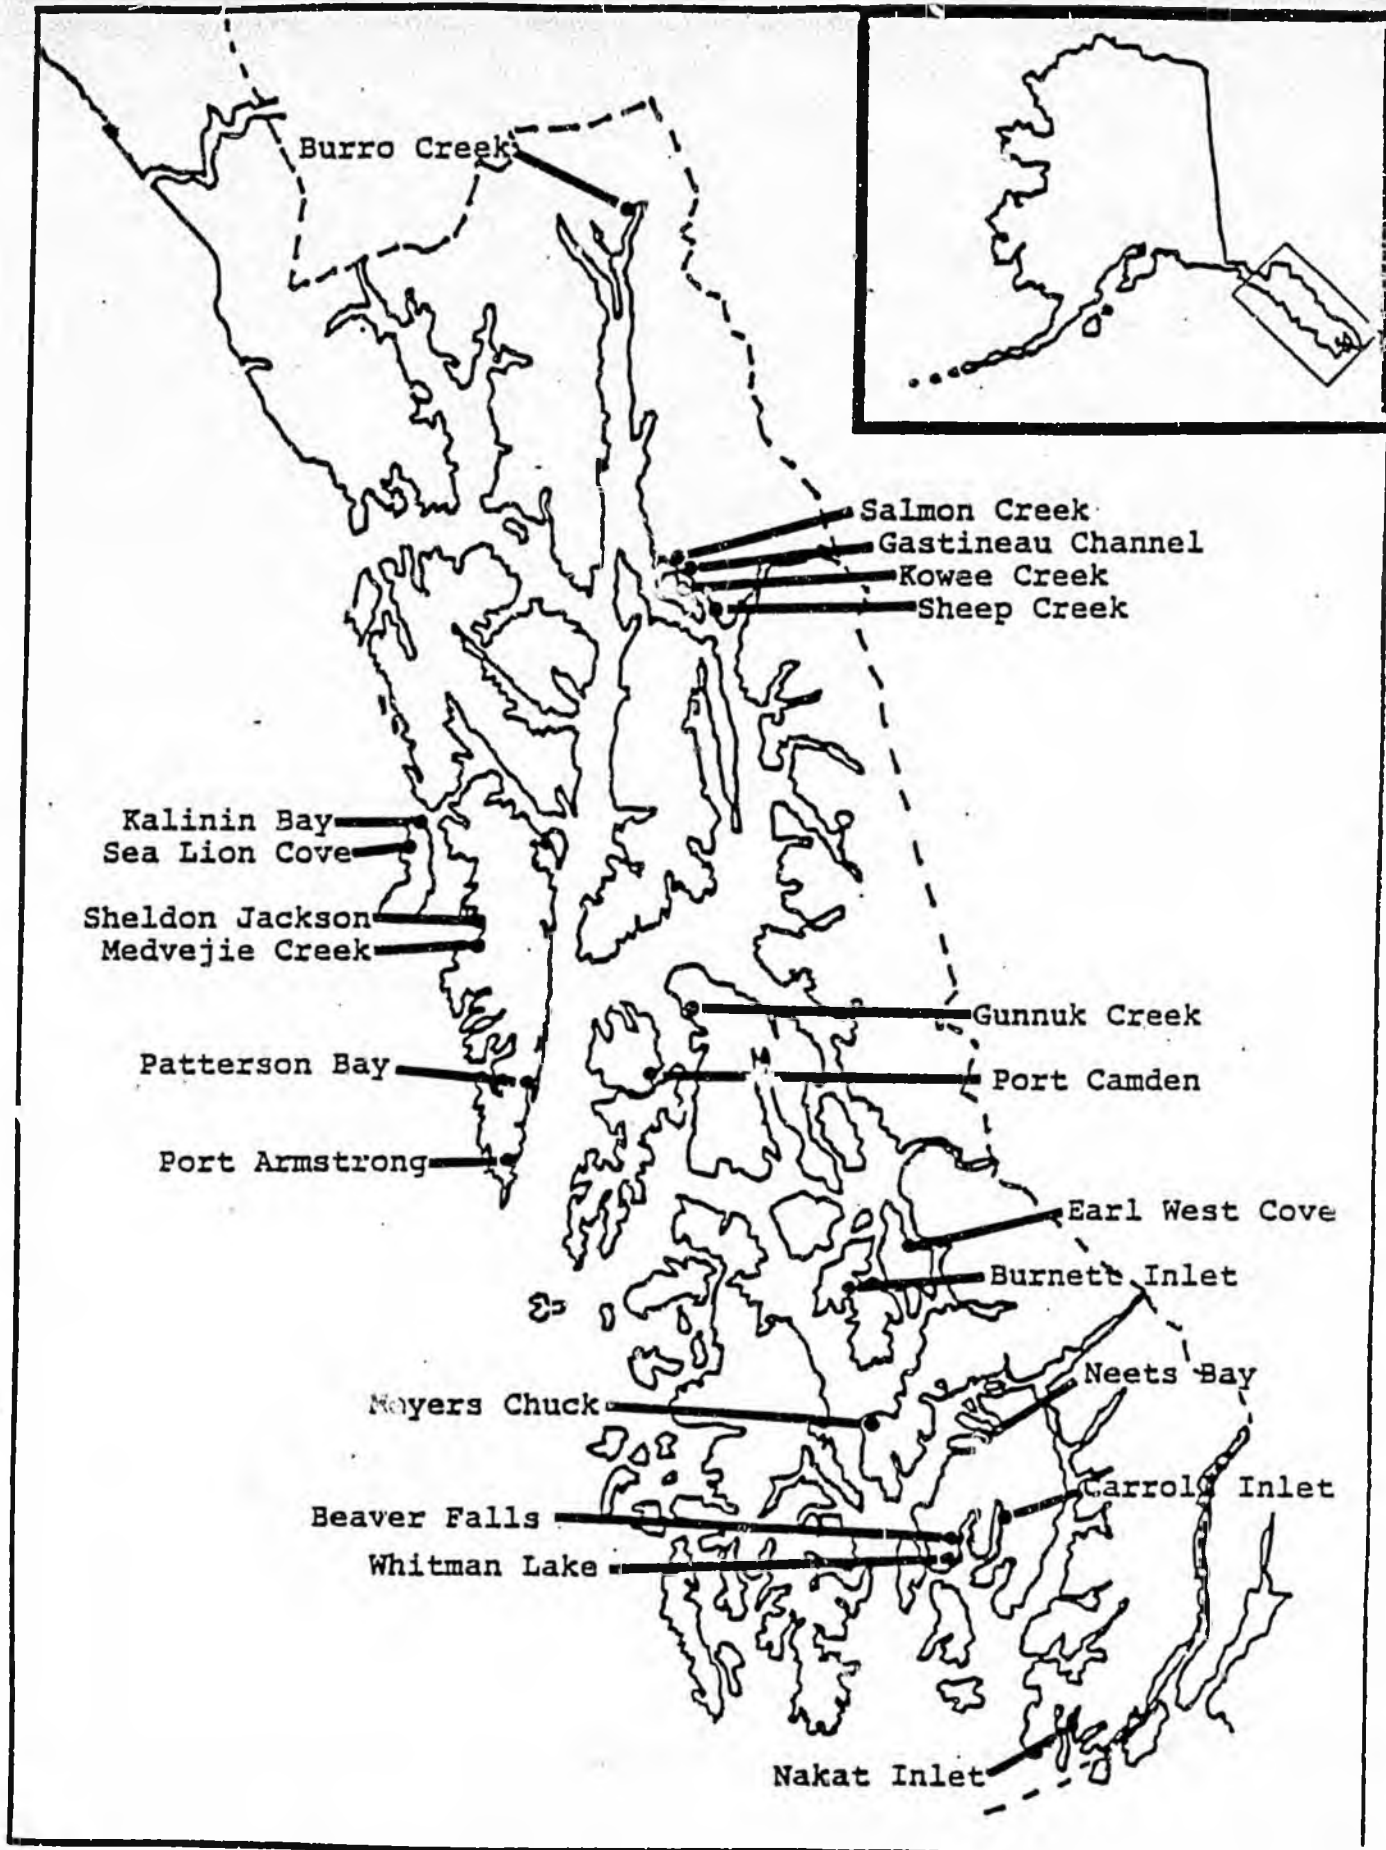 Burro Creek
Salmon Creek
Gastineau Channel
Kowee Creek
Sheep Creek
Kalinin Bay
Sea Lion Cove
Sheldon Jackson
Medvejie Creek
Gunnuk Creek
Patterson Bay
Port Camden
Port Armstrong
Earl West Cove
Burnett Inlet
Neets Bay
Meyers Chuck
Carroll Inlet
Beaver Falls
Whitman Lake
Nakat Inlet